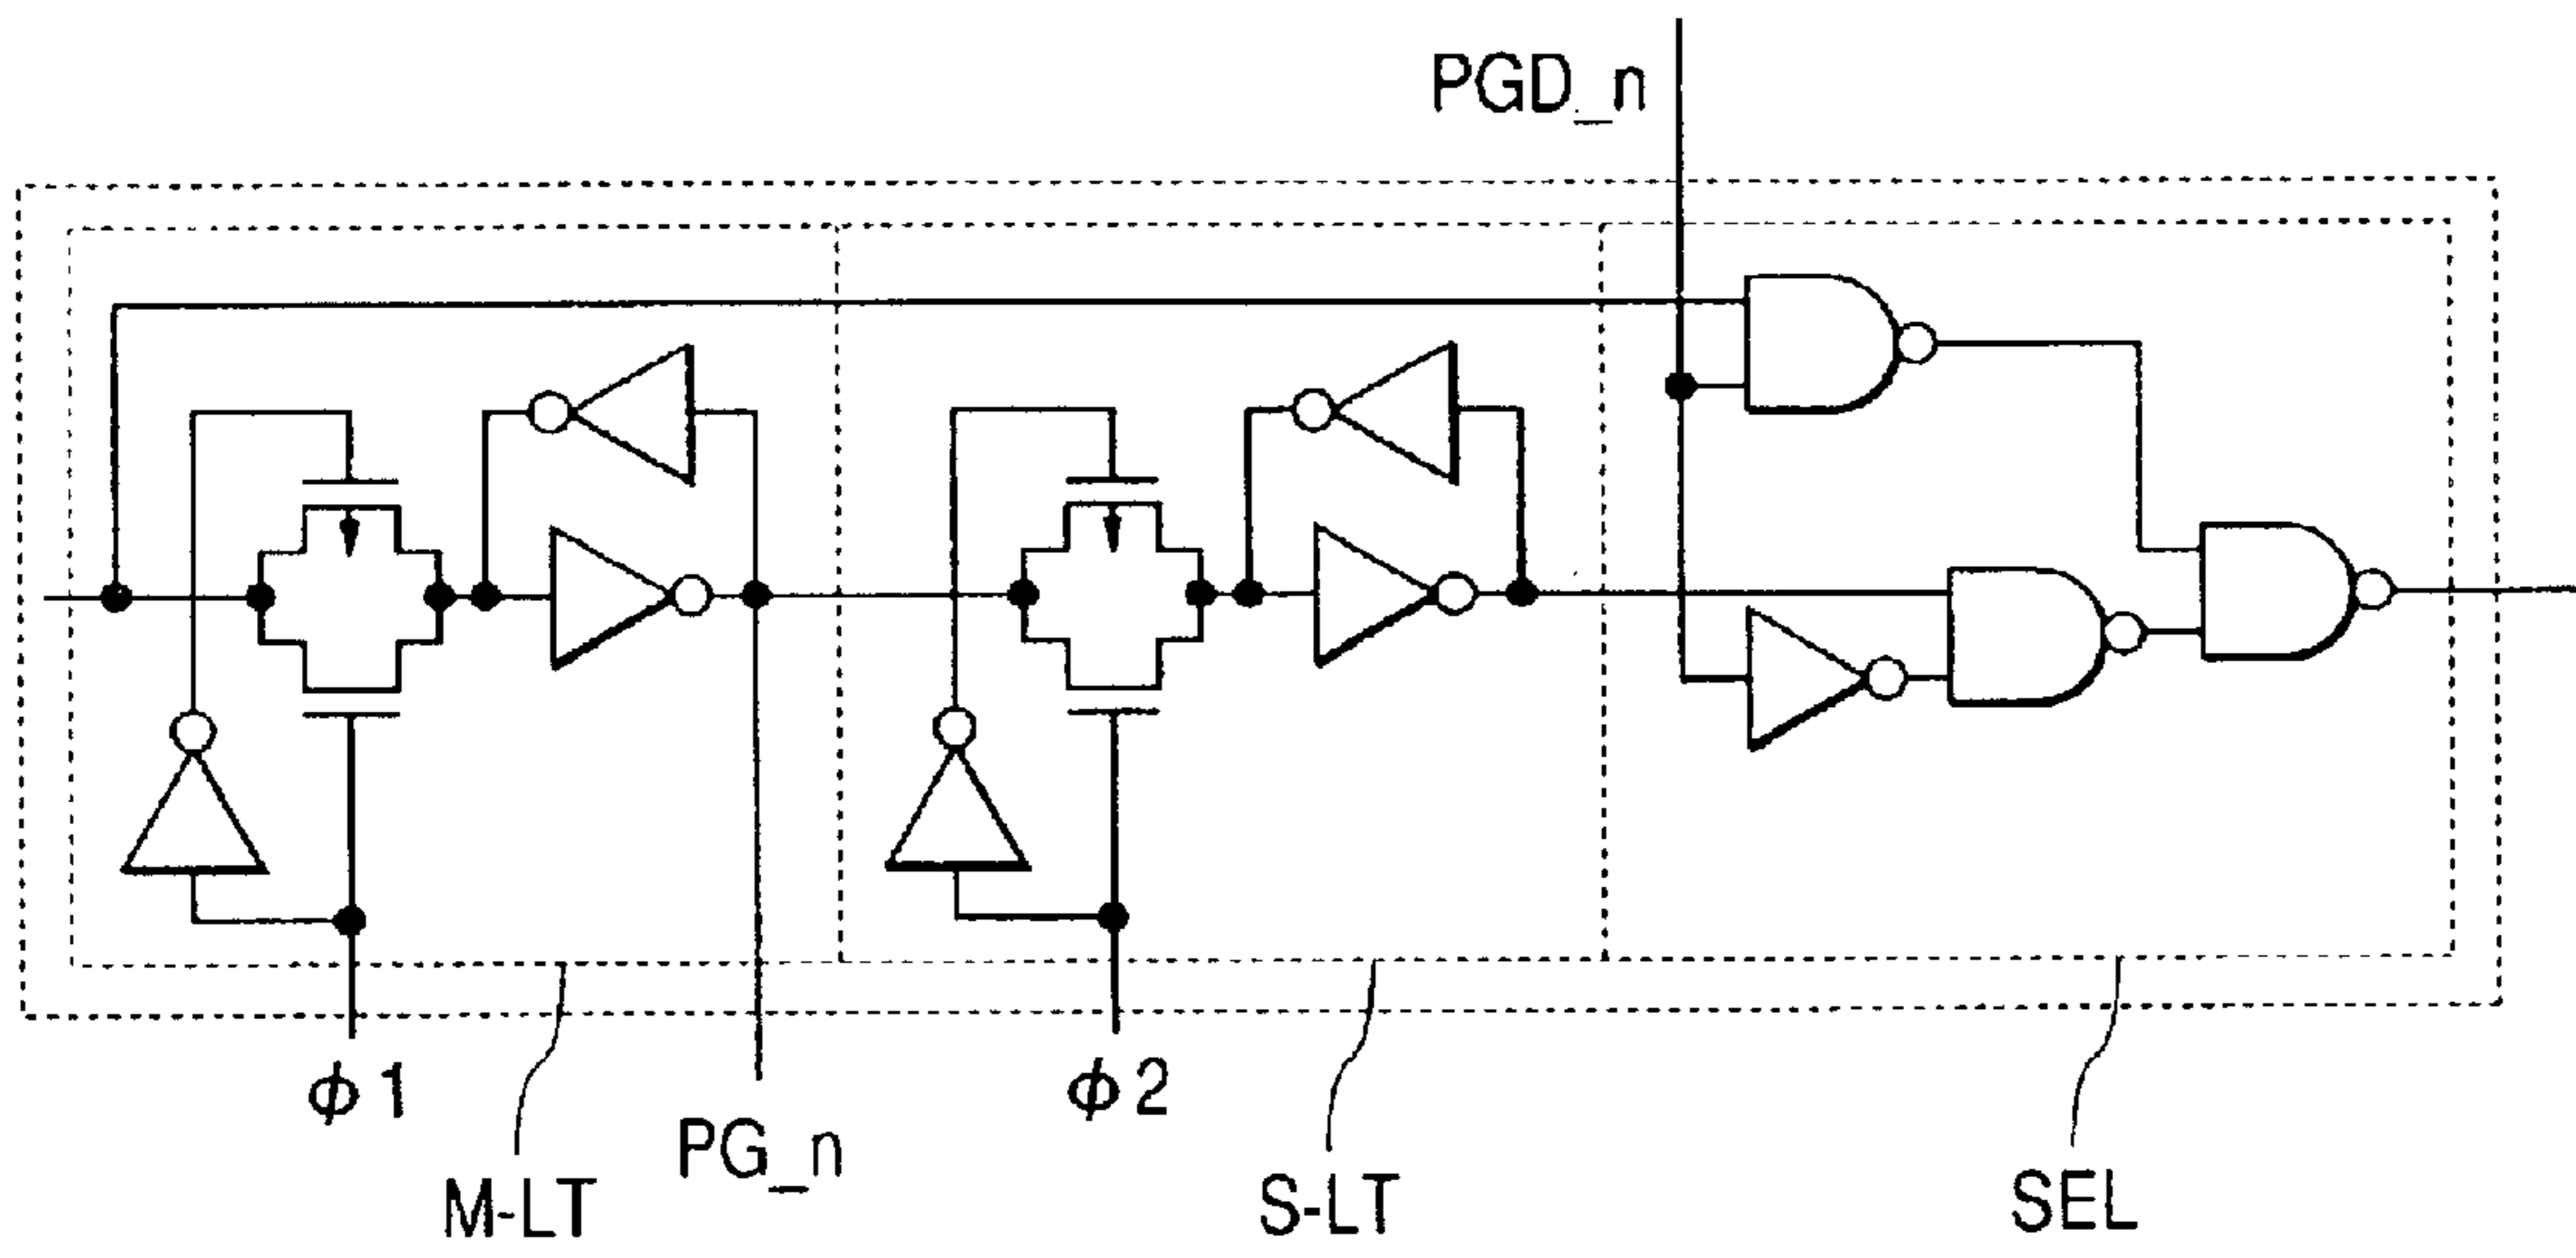 PGD_n
ϕ1
ϕ2
PG_n
M-LT
S-LT
SEL